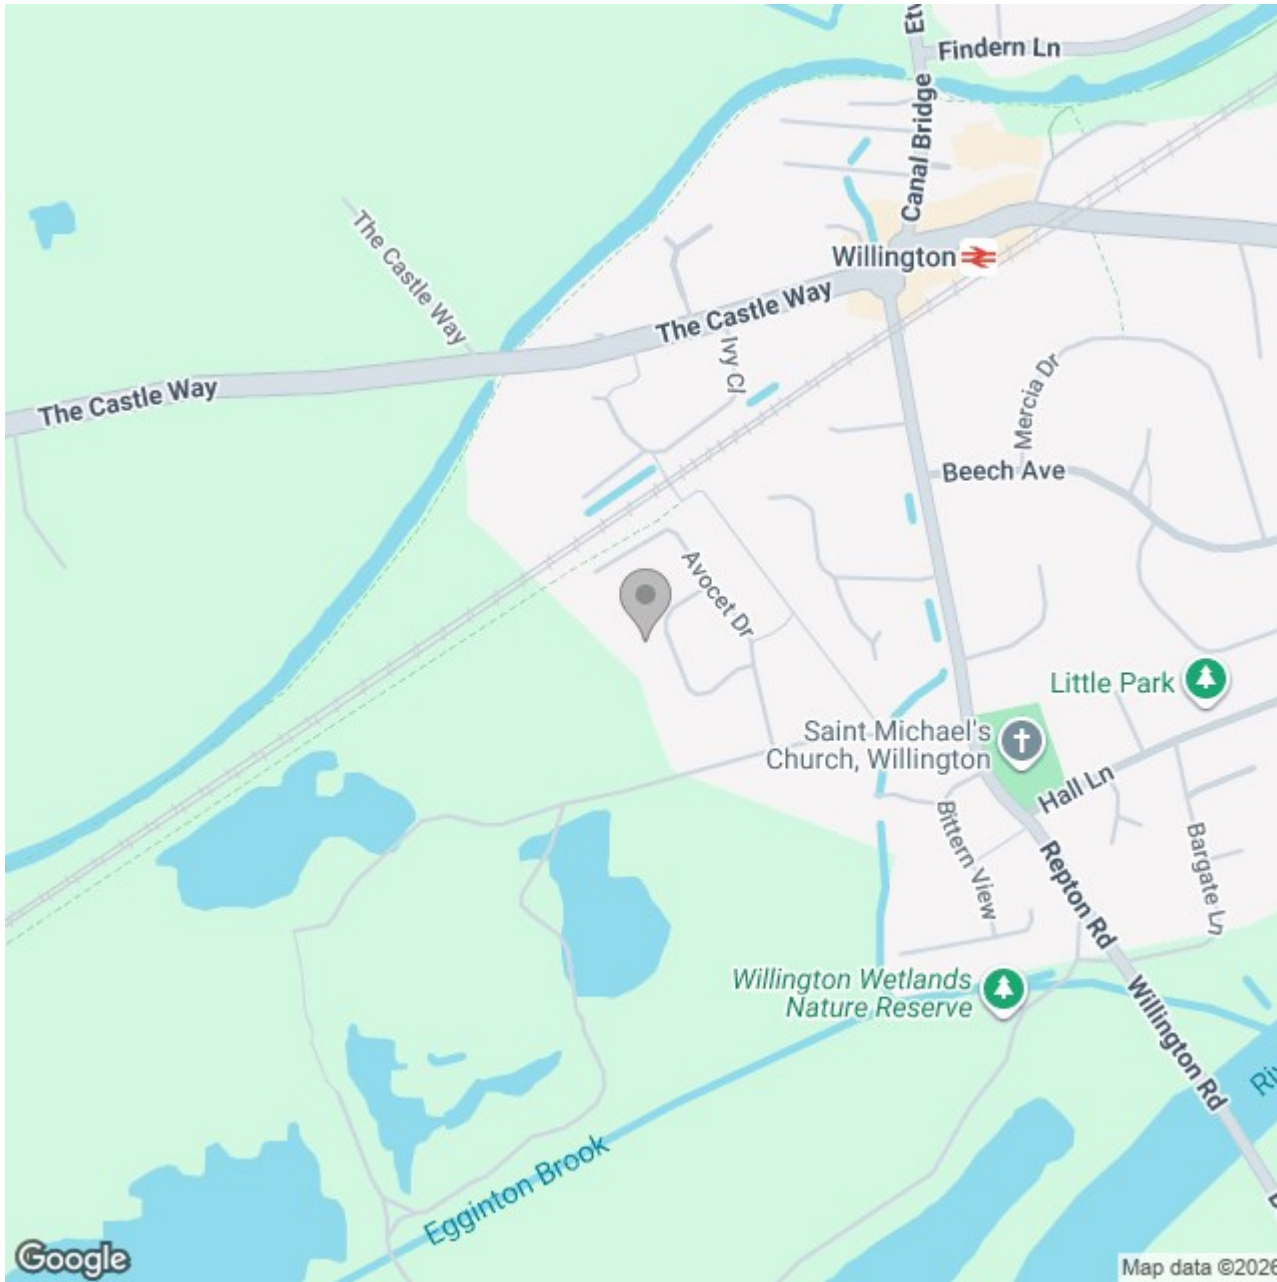 Findern Ln
Canal Bridge
The Castle Way
Willington
The Castle Way
Ivy Cl
The Castle Way
Mercia Dr
Beech Ave
Avocet Dr
Little Park
Saint Michael's
Church, Willington
Hall Ln
Bittern View
Bargate Ln
Repton Rd
Willington Wetlands
Nature Reserve
Willington Rd
Egginton Brook
Google
Map data ©2026